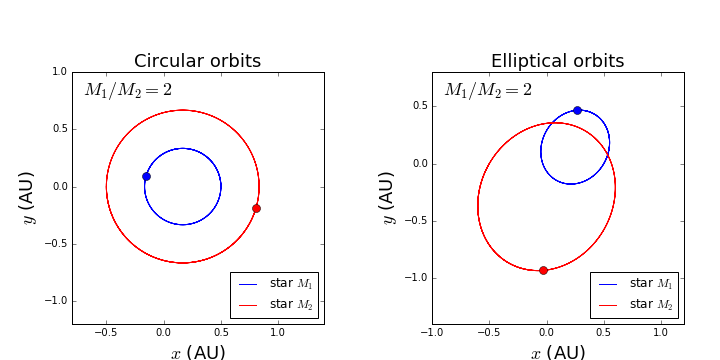 Circular orbits
M₁/M₂ = 2
1.0
0.5
0.0
−0.5
−1.0
−0.5
0.0
0.5
1.0
y (AU)
x (AU)
star M₁
star M₂
Elliptical orbits
M₁/M₂ = 2
0.5
0.0
−0.5
−1.0
−1.0
−0.5
0.0
0.5
1.0
y (AU)
x (AU)
star M₁
star M₂